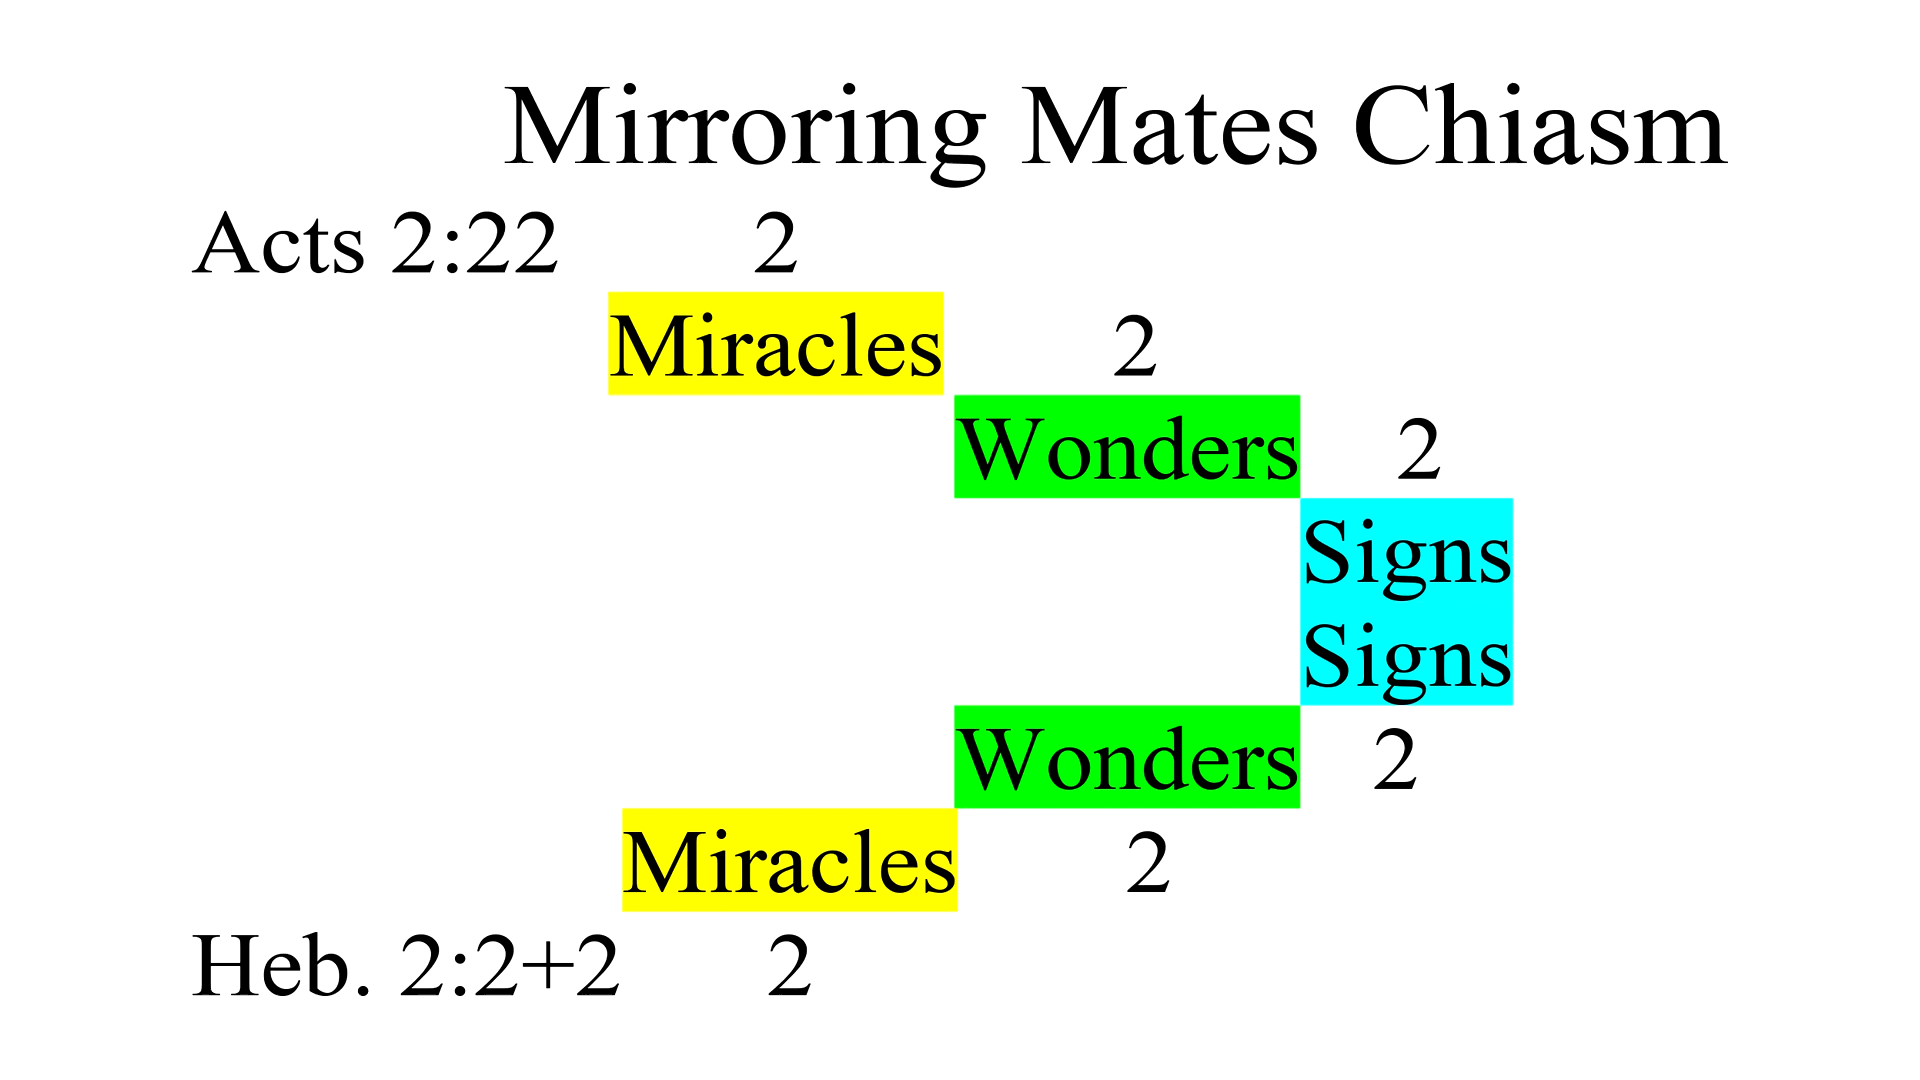 Mirroring Mates Chiasm
Acts 2:22 2
Miracles 2
Wonders 2
Signs
Signs
Wonders 2
Miracles 2
Heb. 2:2+2 2